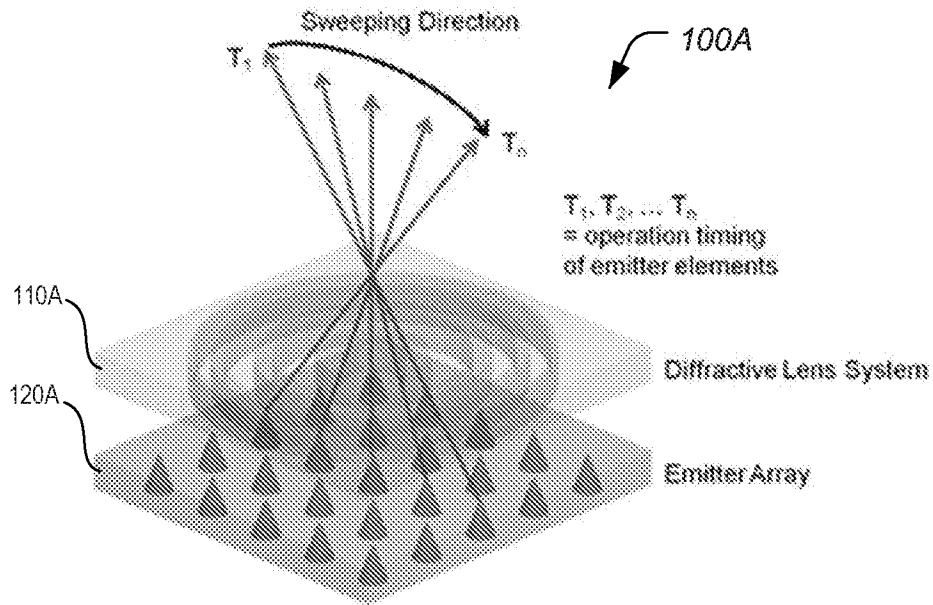 Sweeping Direction
100A
T₁
Tₙ
T₁, T₂, ... Tₙ
= operation timing
of emitter elements
110A
Diffractive Lens System
120A
Emitter Array